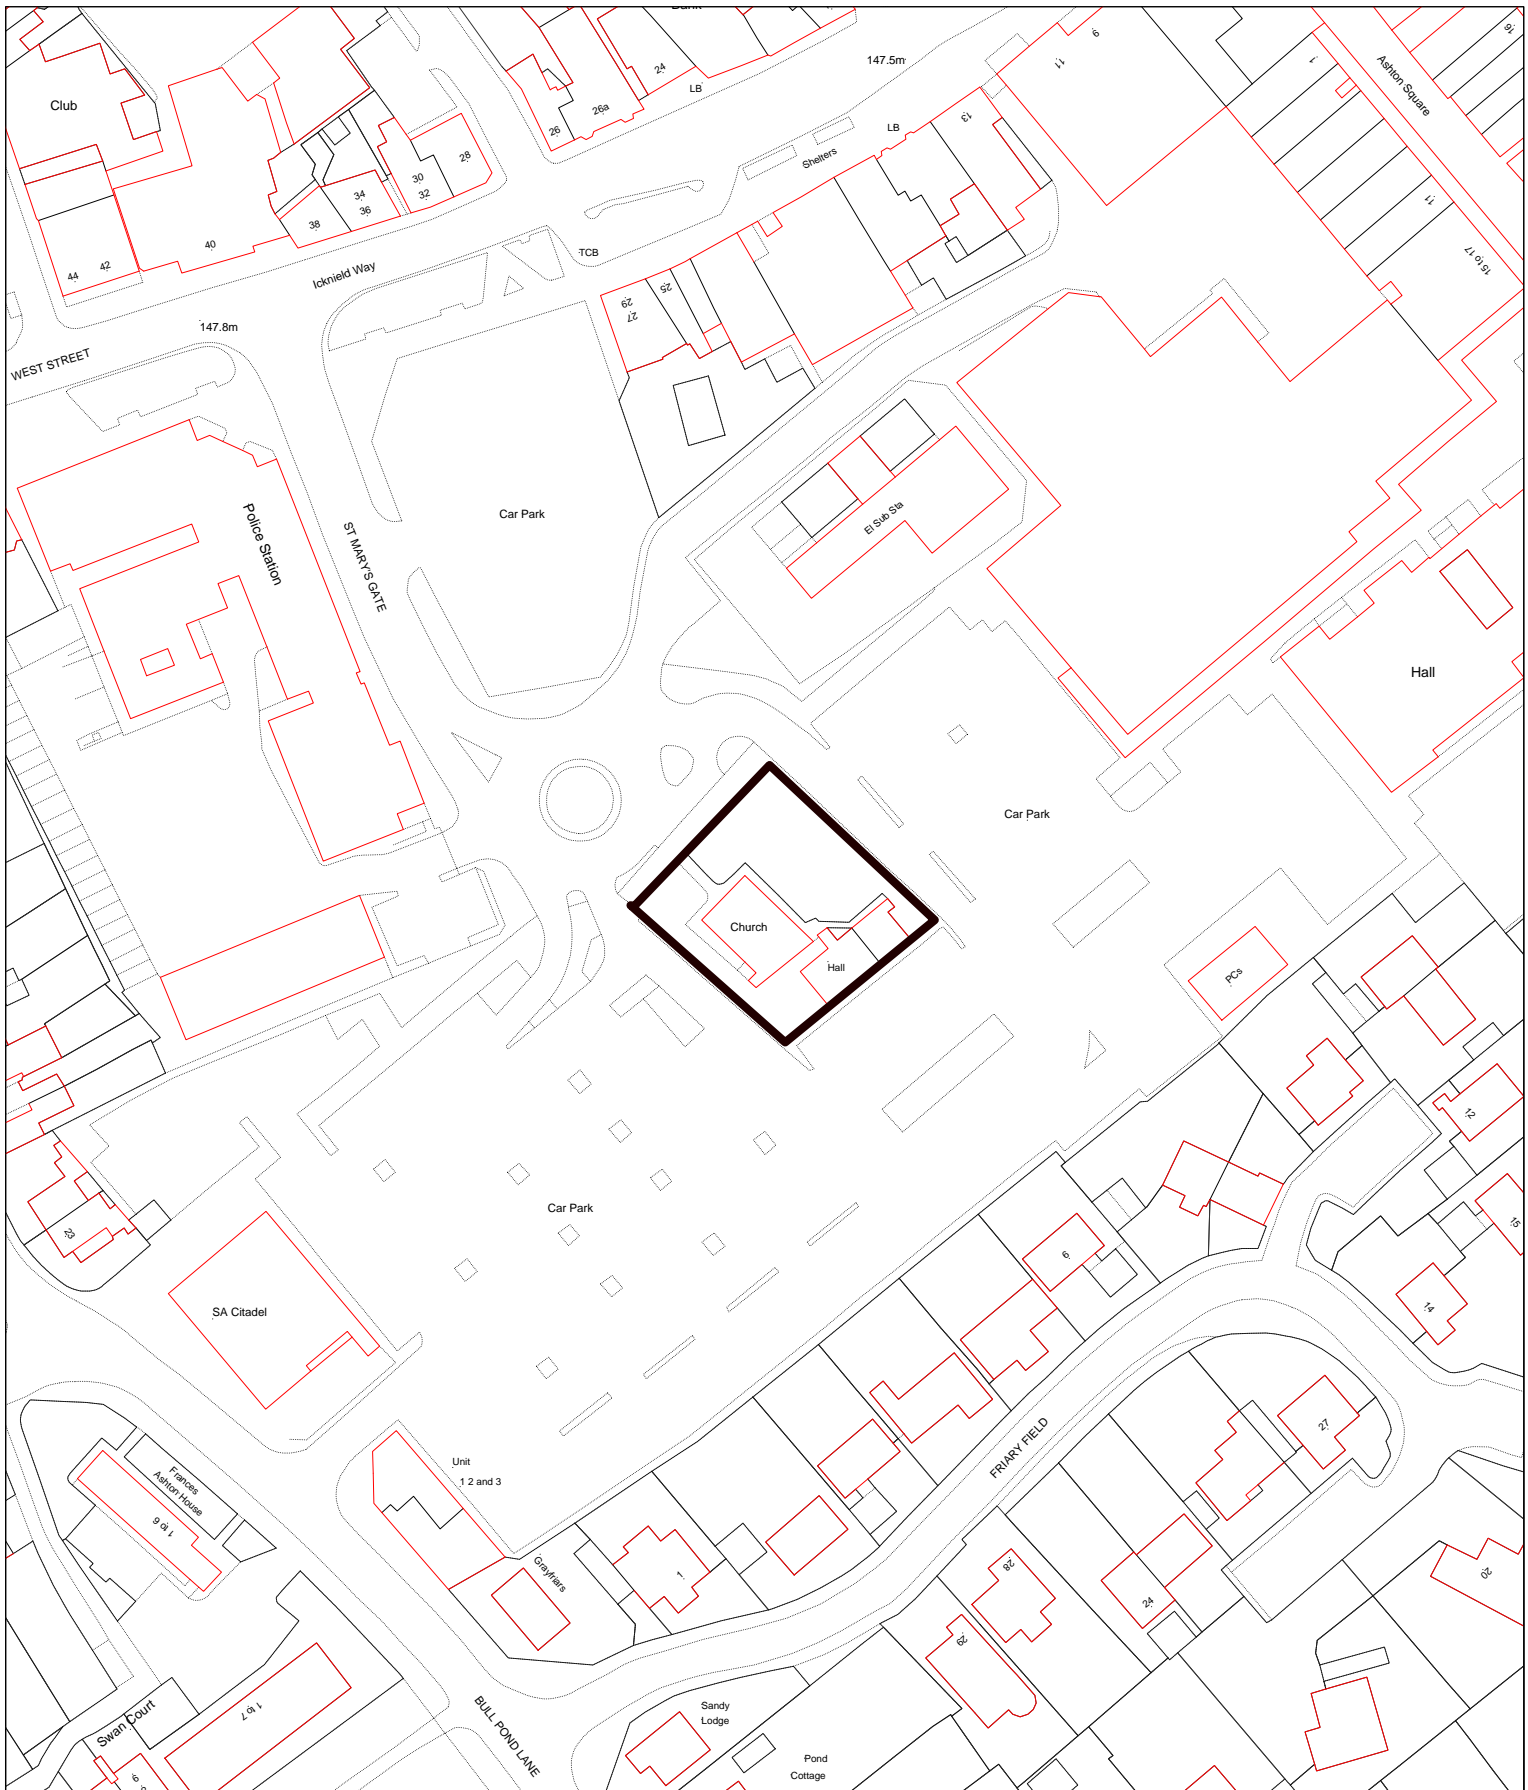 24
147.5m
9
11
Ashton Square
16
1
Club
LB
26
26a
LB
13
Shelters
28
30
32
34
36
38
11
15 to 17
40
42
44
TCB
Icknield Way
25
29
27
147.8m
WEST STREET
Police Station
Car Park
El Sub Sta
ST MARY'S GATE
Hall
Car Park
Church
Hall
PCs
12
Car Park
23
6
15
14
SA Citadel
FRIARY FIELD
27
Unit
1 2 and 3
Frances
Ashton House
1 to 6
Grayfriars
1
28
24
20
29
Swan Court
1 to 7
BULL POND LANE
Sandy
Lodge
Pond
Cottage
9